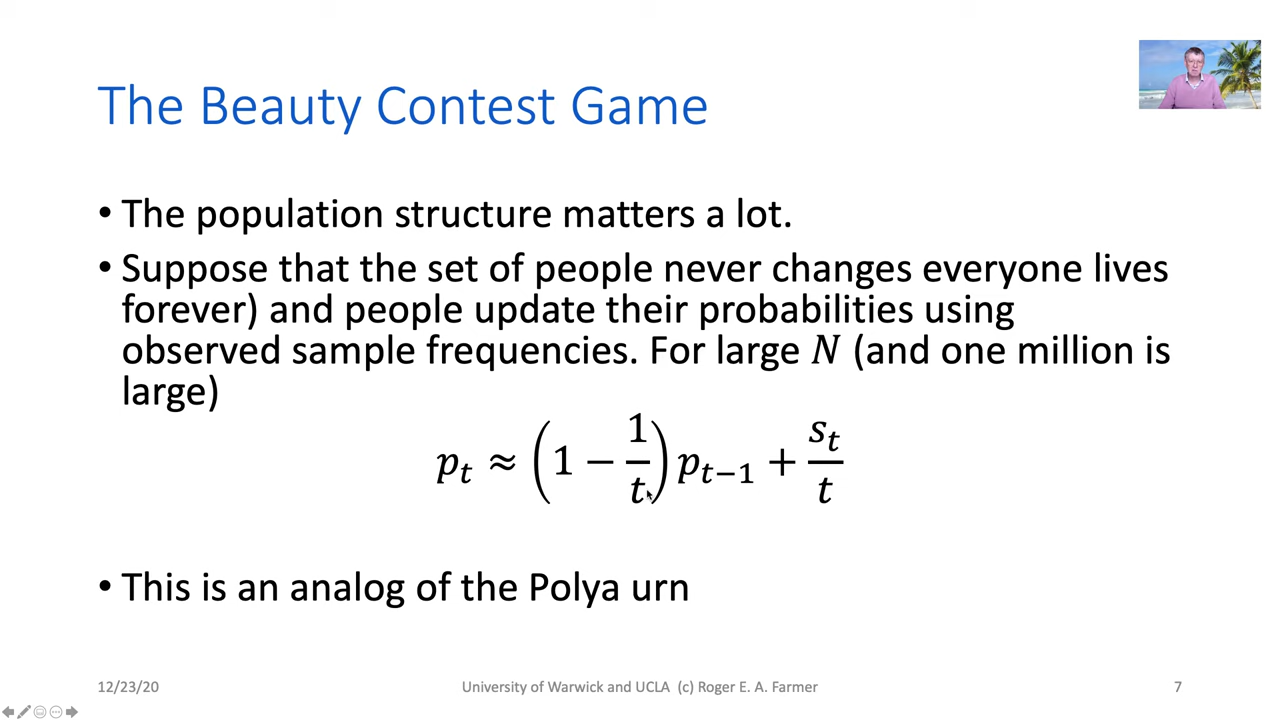 The Beauty Contest Game
• The population structure matters a lot.
• Suppose that the set of people never changes everyone lives
forever) and people update their probabilities using
observed sample frequencies. For large N (and one million is
large)
p_t ≈ (1 − 1/t) p_{t−1} + s_t/t
• This is an analog of the Polya urn
12/23/20
University of Warwick and UCLA (c) Roger E. A. Farmer
7